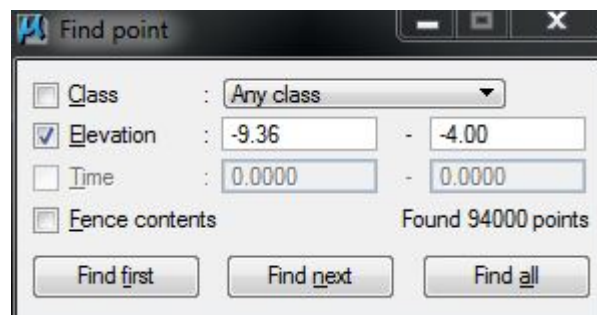 Find point
Class : Any class
Elevation : -9.36 - -4.00
Time : 0.0000 - 0.0000
Fence contents Found 94000 points
Find first Find next Find all